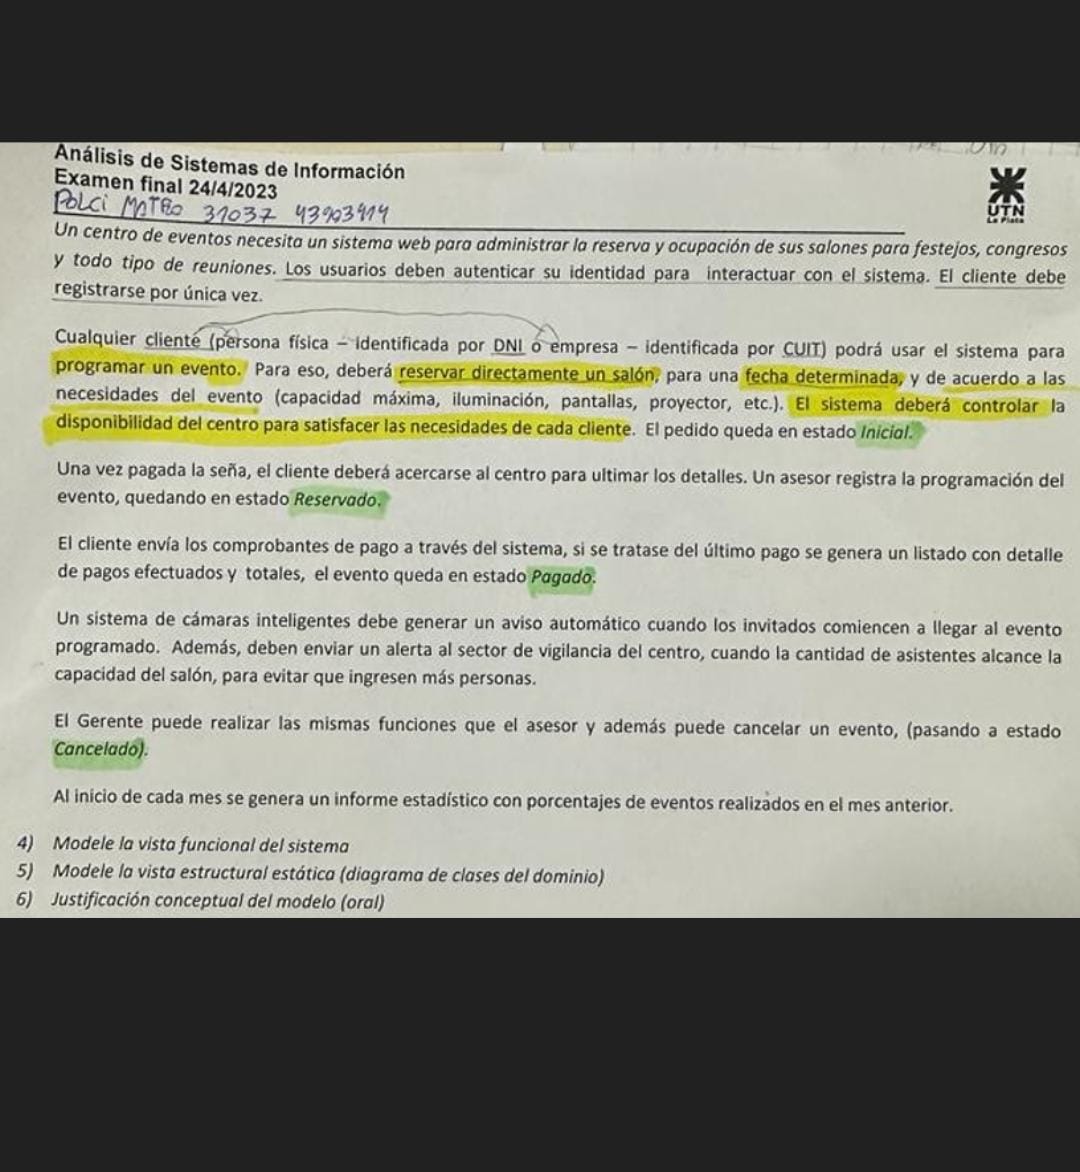 Análisis de Sistemas de Información
Examen final 24/4/2023
POLCI MATEO 31037 43903414
UTN
La Plata
Un centro de eventos necesita un sistema web para administrar la reserva y ocupación de sus salones para festejos, congresos
y todo tipo de reuniones. Los usuarios deben autenticar su identidad para interactuar con el sistema. El cliente debe
registrarse por única vez.
Cualquier cliente (persona física – identificada por DNI o empresa – identificada por CUIT) podrá usar el sistema para
programar un evento. Para eso, deberá reservar directamente un salón, para una fecha determinada, y de acuerdo a las
necesidades del evento (capacidad máxima, iluminación, pantallas, proyector, etc.). El sistema deberá controlar la
disponibilidad del centro para satisfacer las necesidades de cada cliente. El pedido queda en estado Inicial.
Una vez pagada la seña, el cliente deberá acercarse al centro para ultimar los detalles. Un asesor registra la programación del
evento, quedando en estado Reservado.
El cliente envía los comprobantes de pago a través del sistema, si se tratase del último pago se genera un listado con detalle
de pagos efectuados y totales, el evento queda en estado Pagado.
Un sistema de cámaras inteligentes debe generar un aviso automático cuando los invitados comiencen a llegar al evento
programado. Además, deben enviar un alerta al sector de vigilancia del centro, cuando la cantidad de asistentes alcance la
capacidad del salón, para evitar que ingresen más personas.
El Gerente puede realizar las mismas funciones que el asesor y además puede cancelar un evento, (pasando a estado
Cancelado).
Al inicio de cada mes se genera un informe estadístico con porcentajes de eventos realizados en el mes anterior.
4) Modele la vista funcional del sistema
5) Modele la vista estructural estática (diagrama de clases del dominio)
6) Justificación conceptual del modelo (oral)